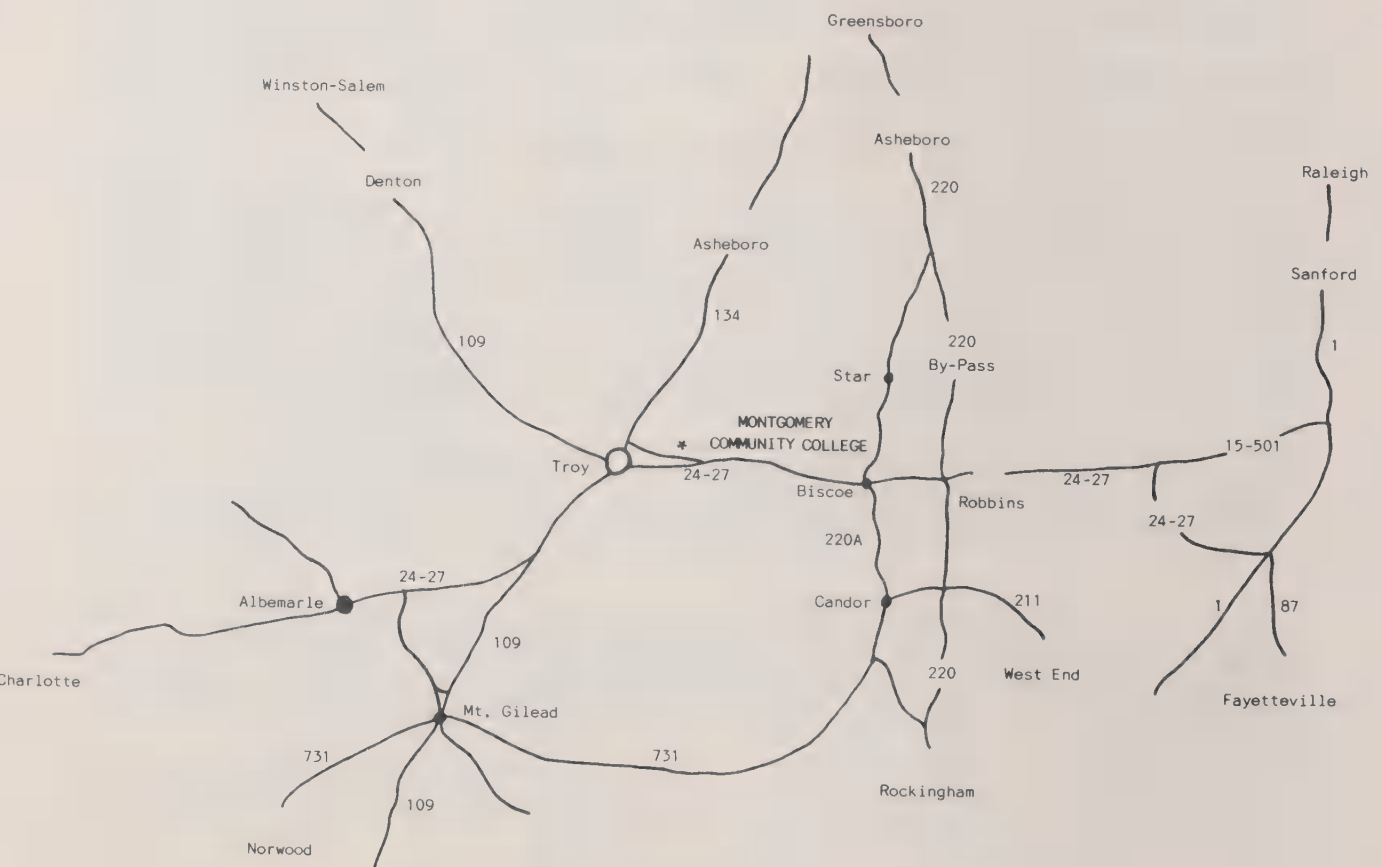 Greensboro
Winston-Salem
Asheboro
220
Denton
Raleigh
Asheboro
Sanford
134
109
220
By-Pass
1
Star
MONTGOMERY
* COMMUNITY COLLEGE
15-501
Troy
24-27
Biscoe
Robbins
24-27
24-27
220A
24-27
Albemarle
Candor
211
1
87
109
Charlotte
220
West End
Fayetteville
Mt. Gilead
731
731
109
Rockingham
Norwood